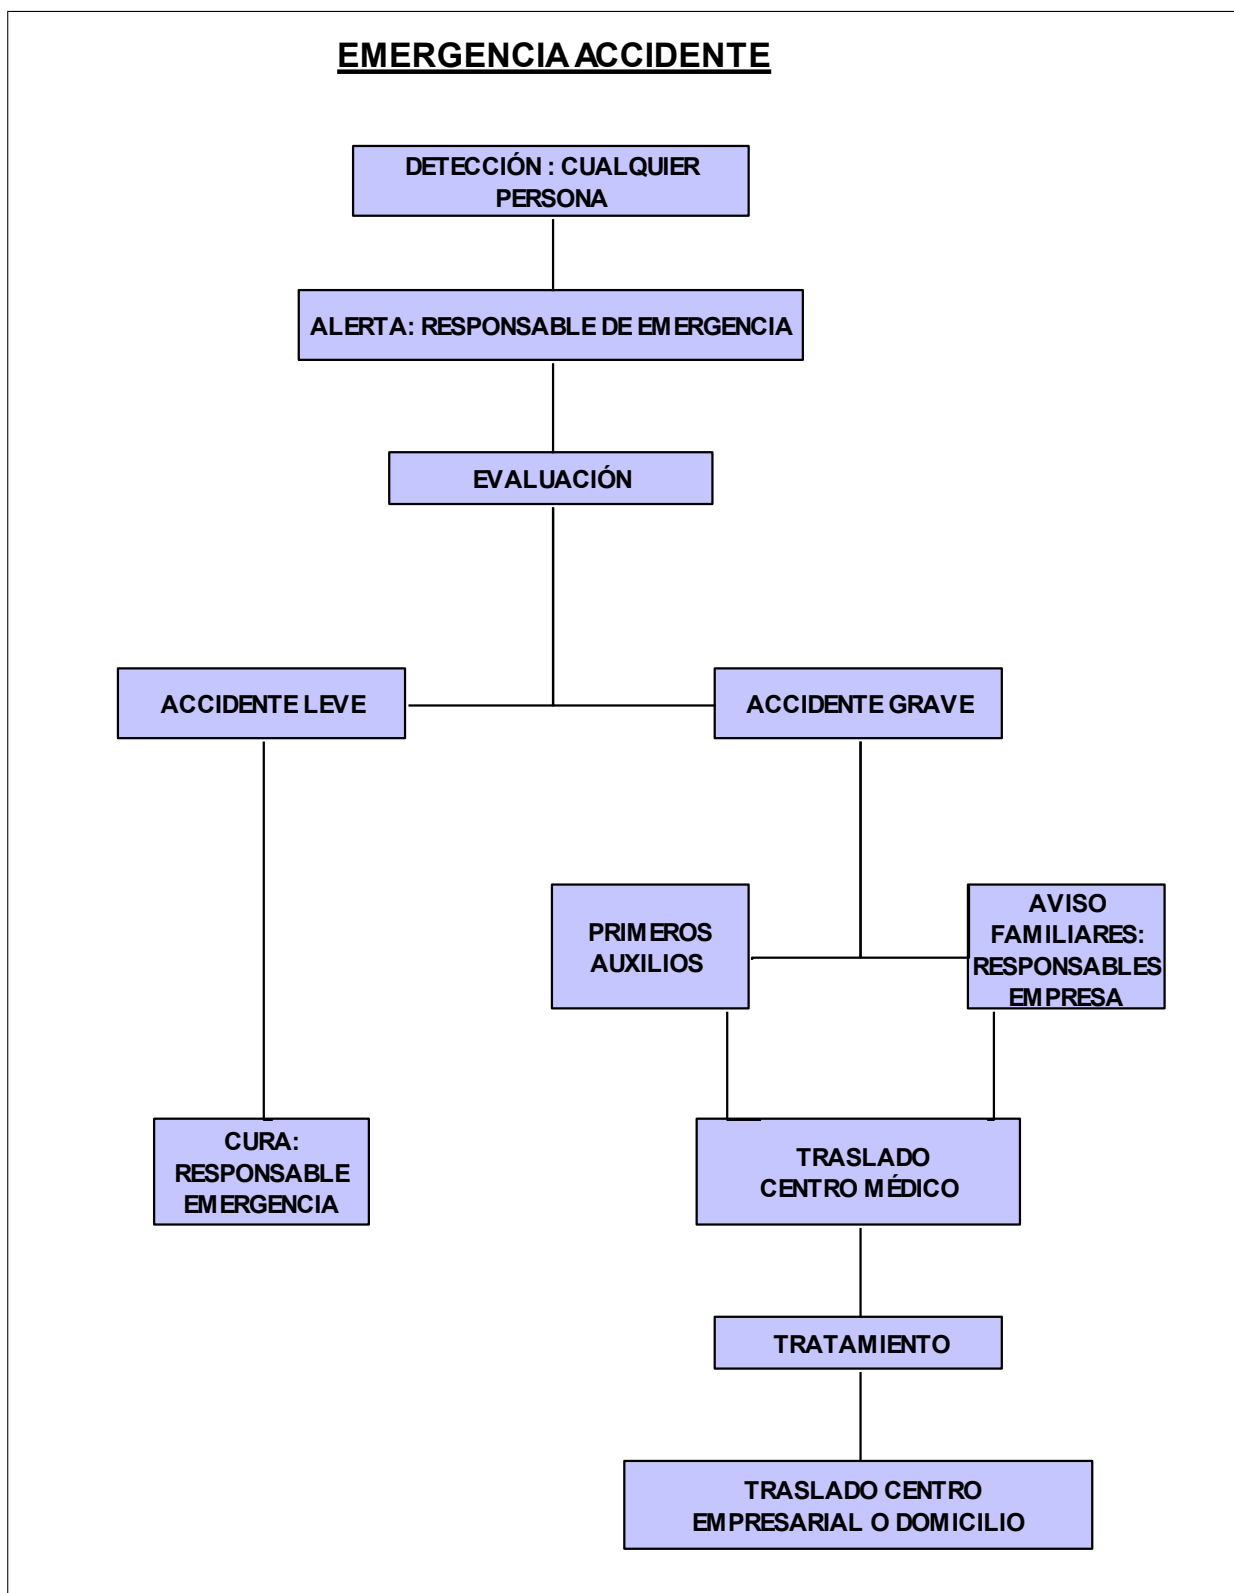 EMERGENCIA ACCIDENTE
DETECCIÓN : CUALQUIER
PERSONA
ALERTA: RESPONSABLE DE EMERGENCIA
EVALUACIÓN
ACCIDENTE LEVE
ACCIDENTE GRAVE
PRIMEROS
AUXILIOS
AVISO
FAMILIARES:
RESPONSABLES
EMPRESA
CURA:
RESPONSABLE
EMERGENCIA
TRASLADO
CENTRO MÉDICO
TRATAMIENTO
TRASLADO CENTRO
EMPRESARIAL O DOMICILIO